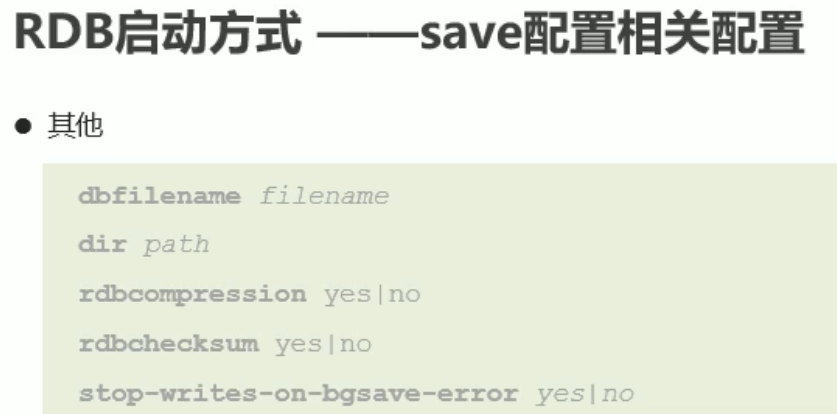 RDB启动方式 ——save配置相关配置
● 其他
dbfilename filename
dir path
rdbcompression yes|no
rdbchecksum yes|no
stop-writes-on-bgsave-error yes|no